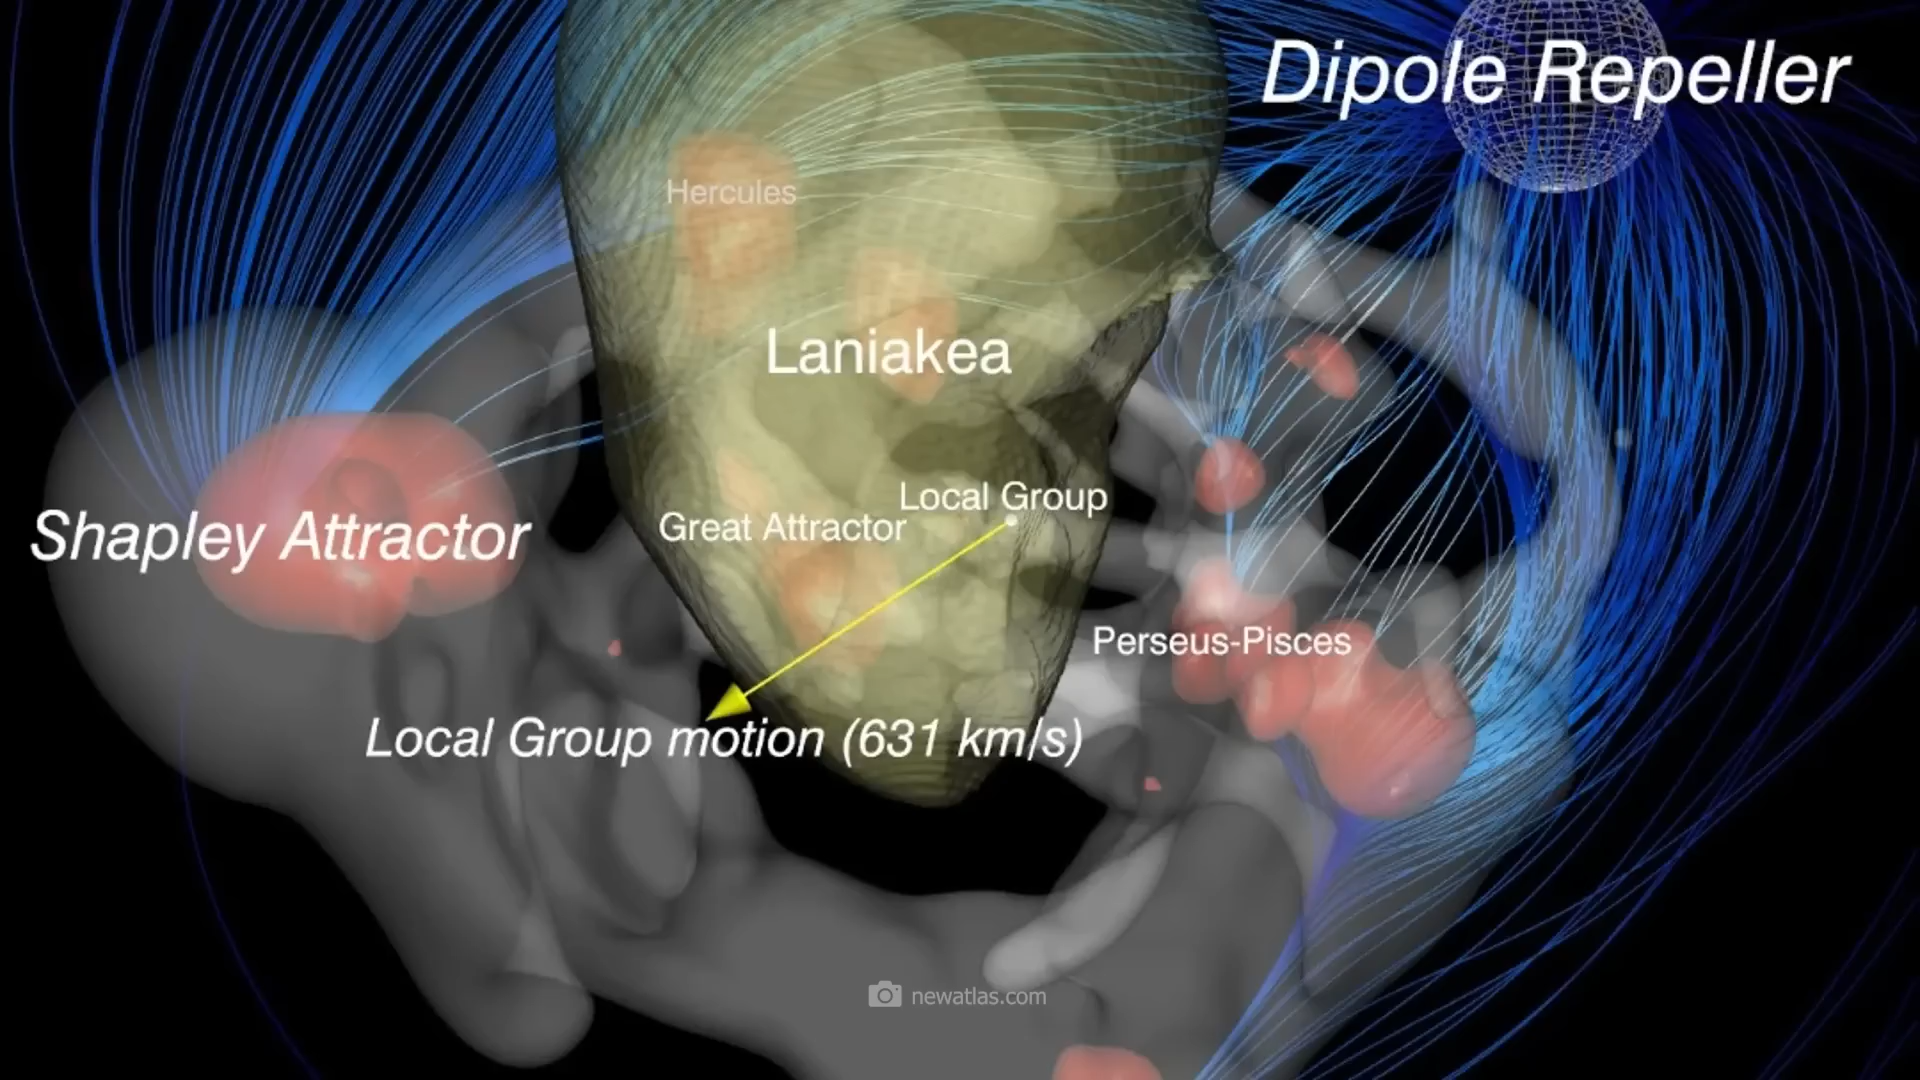 Dipole Repeller
Hercules
Laniakea
Local Group
Great Attractor
Shapley Attractor
Perseus-Pisces
Local Group motion (631 km/s)
newatlas.com